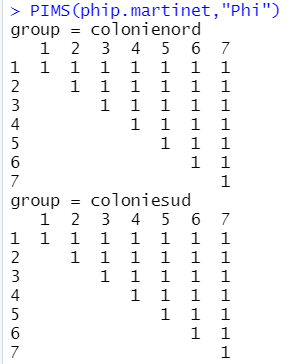 > PIMS(phip.martinet,"Phi")
group = colonienord
  1 2 3 4 5 6 7
1 1 1 1 1 1 1 1
2   1 1 1 1 1 1
3     1 1 1 1 1
4       1 1 1 1
5         1 1 1
6           1 1
7             1
group = coloniesud
  1 2 3 4 5 6 7
1 1 1 1 1 1 1 1
2   1 1 1 1 1 1
3     1 1 1 1 1
4       1 1 1 1
5         1 1 1
6           1 1
7             1